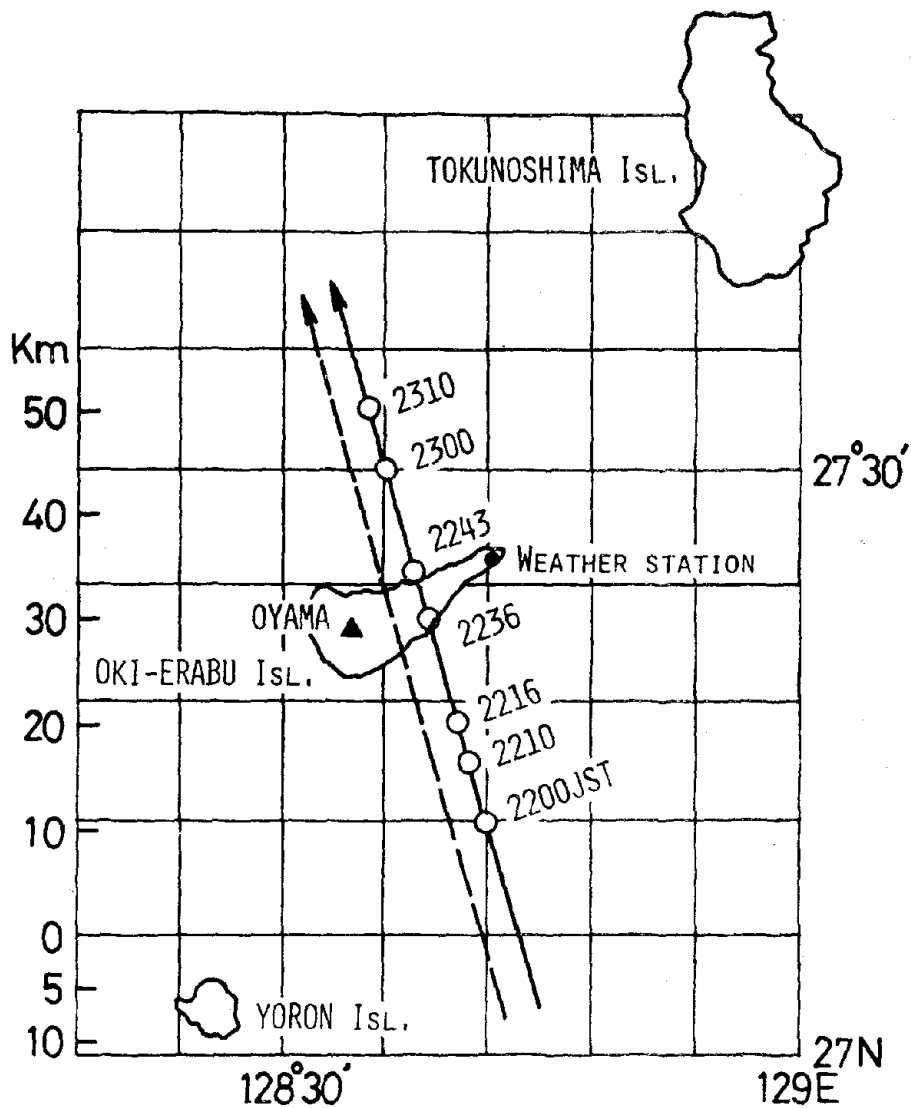 TOKUNOSHIMA ISL.
Km
50
2310
2300
27°30′
40
2243
WEATHER STATION
30
OYAMA
2236
OKI-ERABU ISL.
20
2216
2210
2200JST
10
0
5
YORON ISL.
10
27N
128°30′
129E